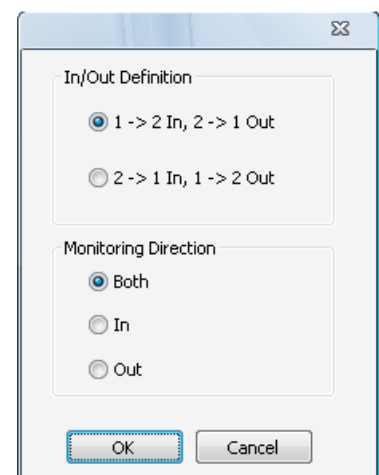 In/Out Definition
1 -> 2 In, 2 -> 1 Out
2 -> 1 In, 1 -> 2 Out
Monitoring Direction
Both
In
Out
OK Cancel